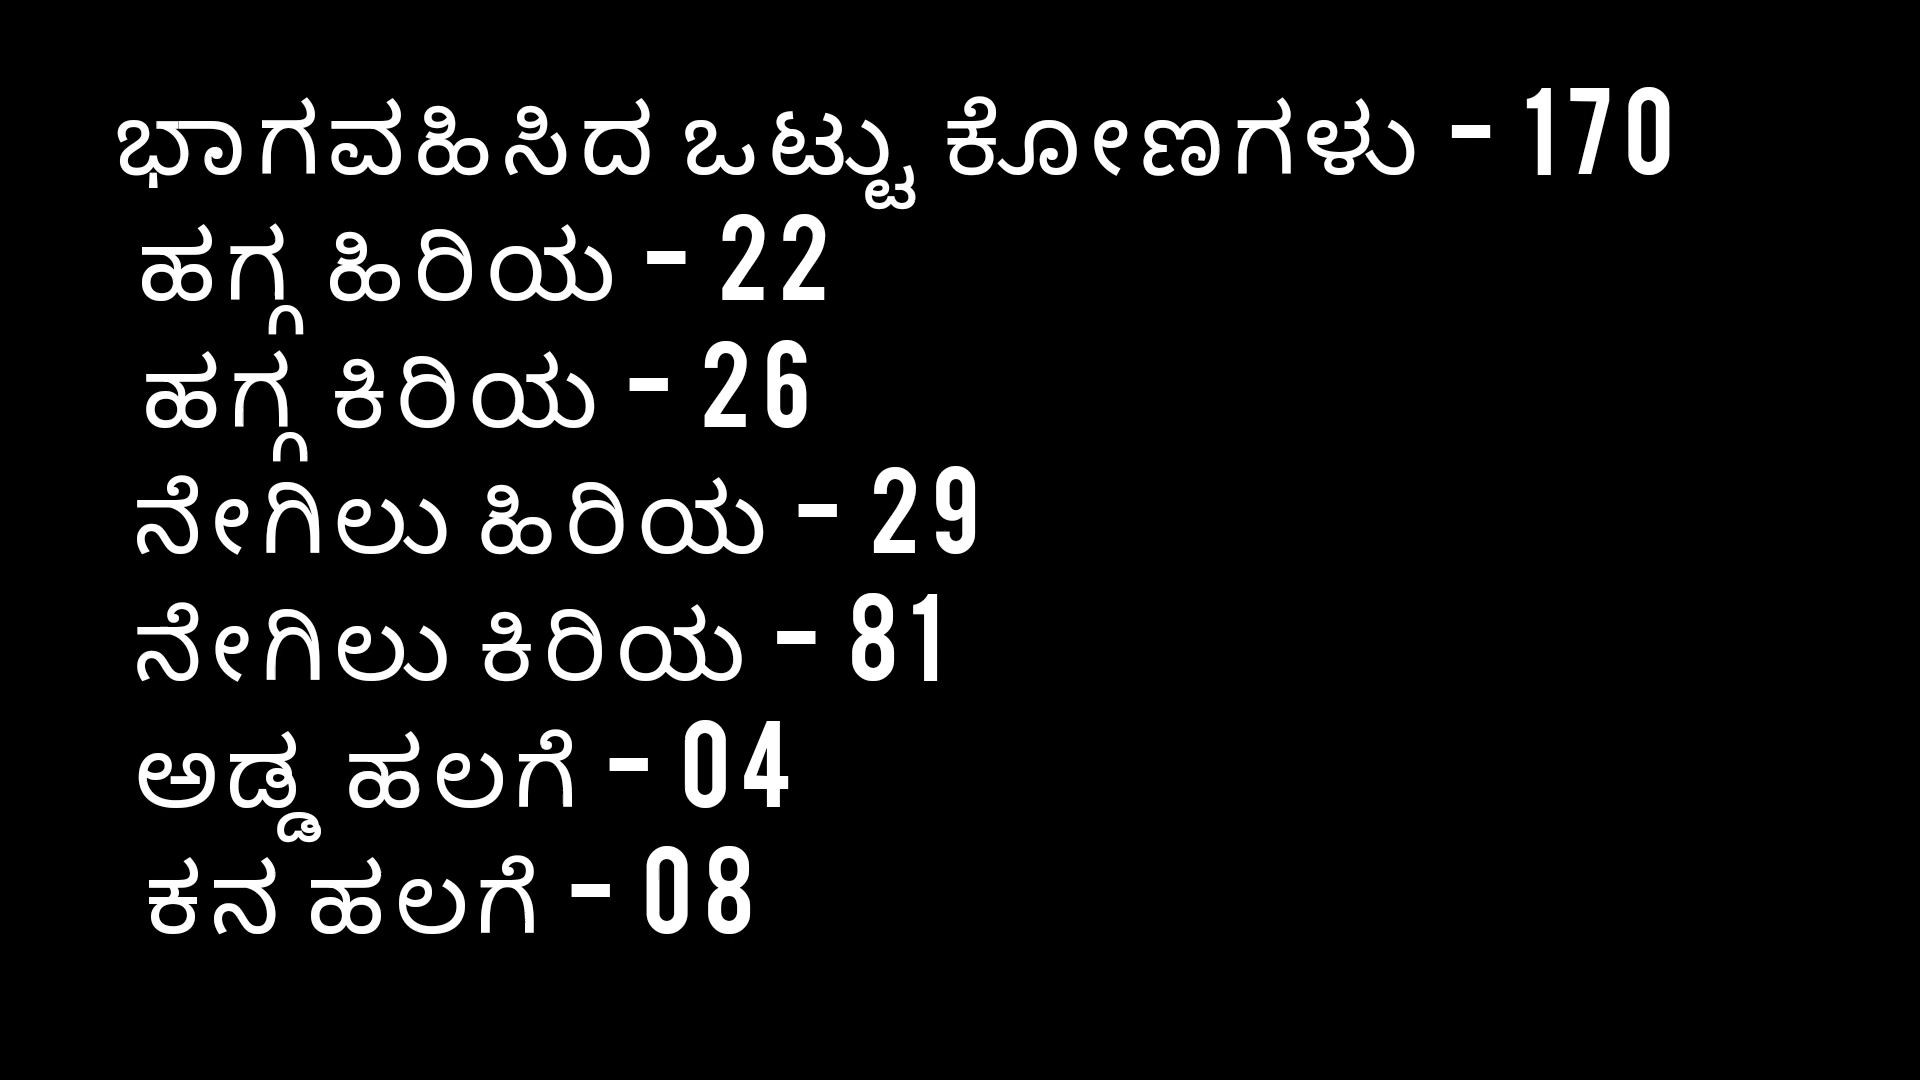 ಭಾಗವಹಿಸಿದ ಒಟ್ಟು ಕೋಣಗಳು - 170
ಹಗ್ಗ ಹಿರಿಯ - 22
ಹಗ್ಗ ಕಿರಿಯ - 26
ನೇಗಿಲು ಹಿರಿಯ - 29
ನೇಗಿಲು ಕಿರಿಯ - 81
ಅಡ್ಡ ಹಲಗೆ - 04
ಕನ ಹಲಗೆ - 08